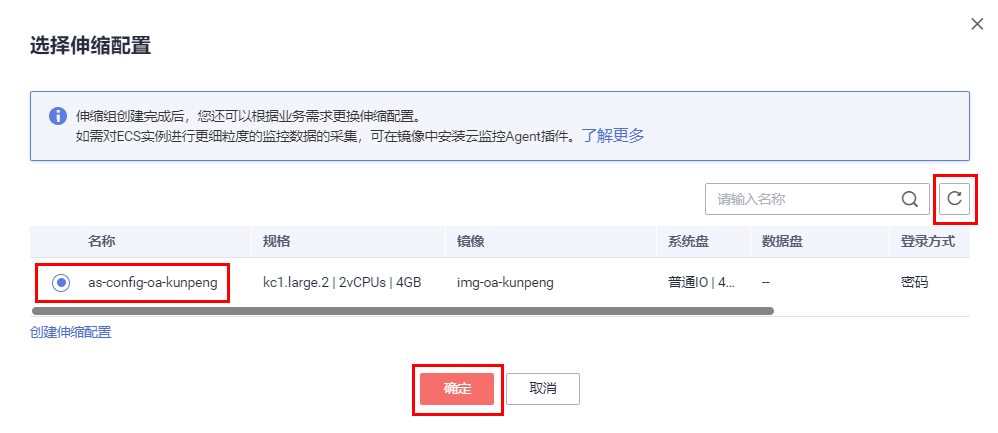 选择伸缩配置
伸缩组创建完成后，您还可以根据业务需求更换伸缩配置。
如需对ECS实例进行更细粒度的监控数据的采集，可在镜像中安装云监控Agent插件。了解更多
请输入名称
名称 规格 镜像 系统盘 数据盘 登录方式
as-config-oa-kunpeng kc1.large.2 | 2vCPUs | 4GB img-oa-kunpeng 普通IO | 4... -- 密码
创建伸缩配置
确定 取消